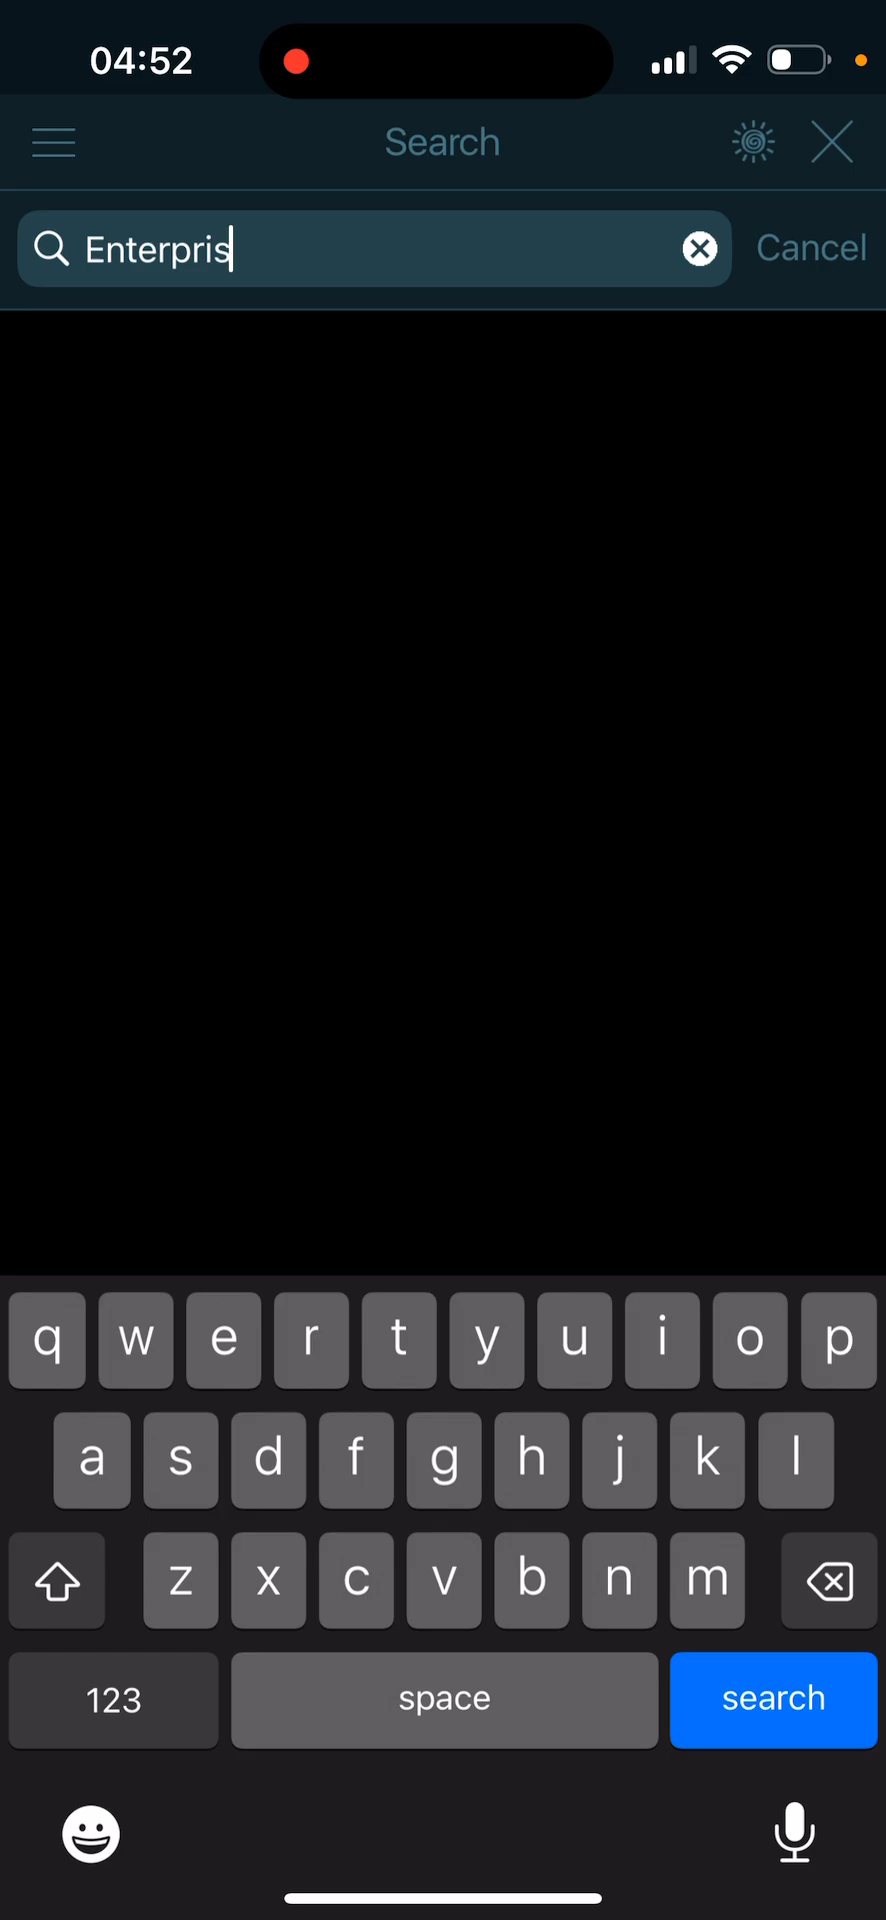 04:52
Search
Enterpris
Cancel
q w e r t y u i o p
a s d f g h j k l
z x c v b n m
123 space search